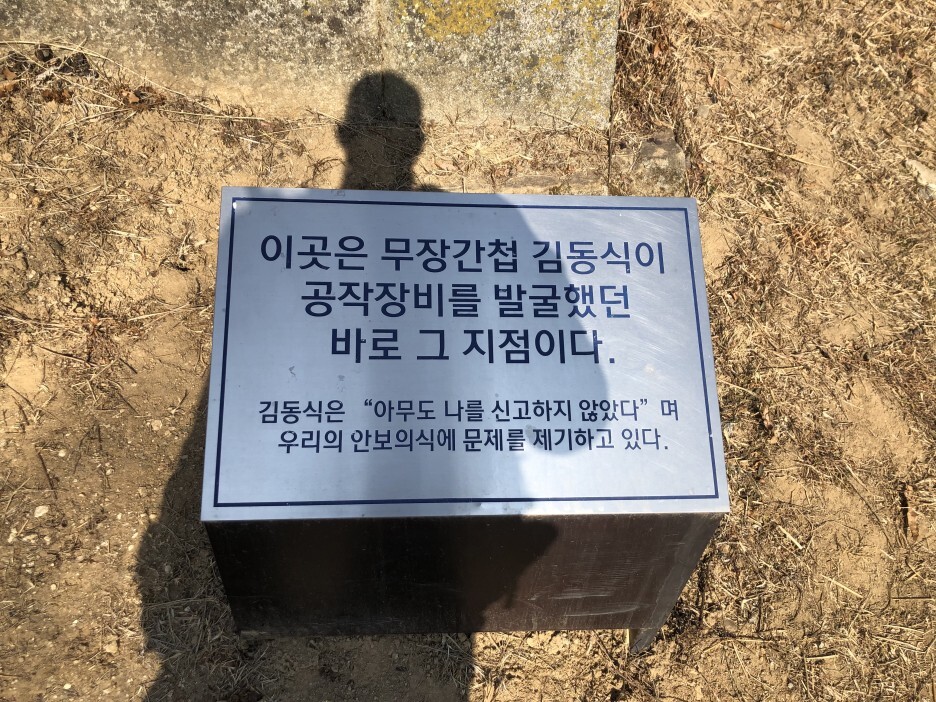 이곳은 무장간첩 김동식이
공작장비를 발굴했던
바로 그 지점이다.
김동식은 “아무도 나를 신고하지 않았다” 며
우리의 안보의식에 문제를 제기하고 있다.